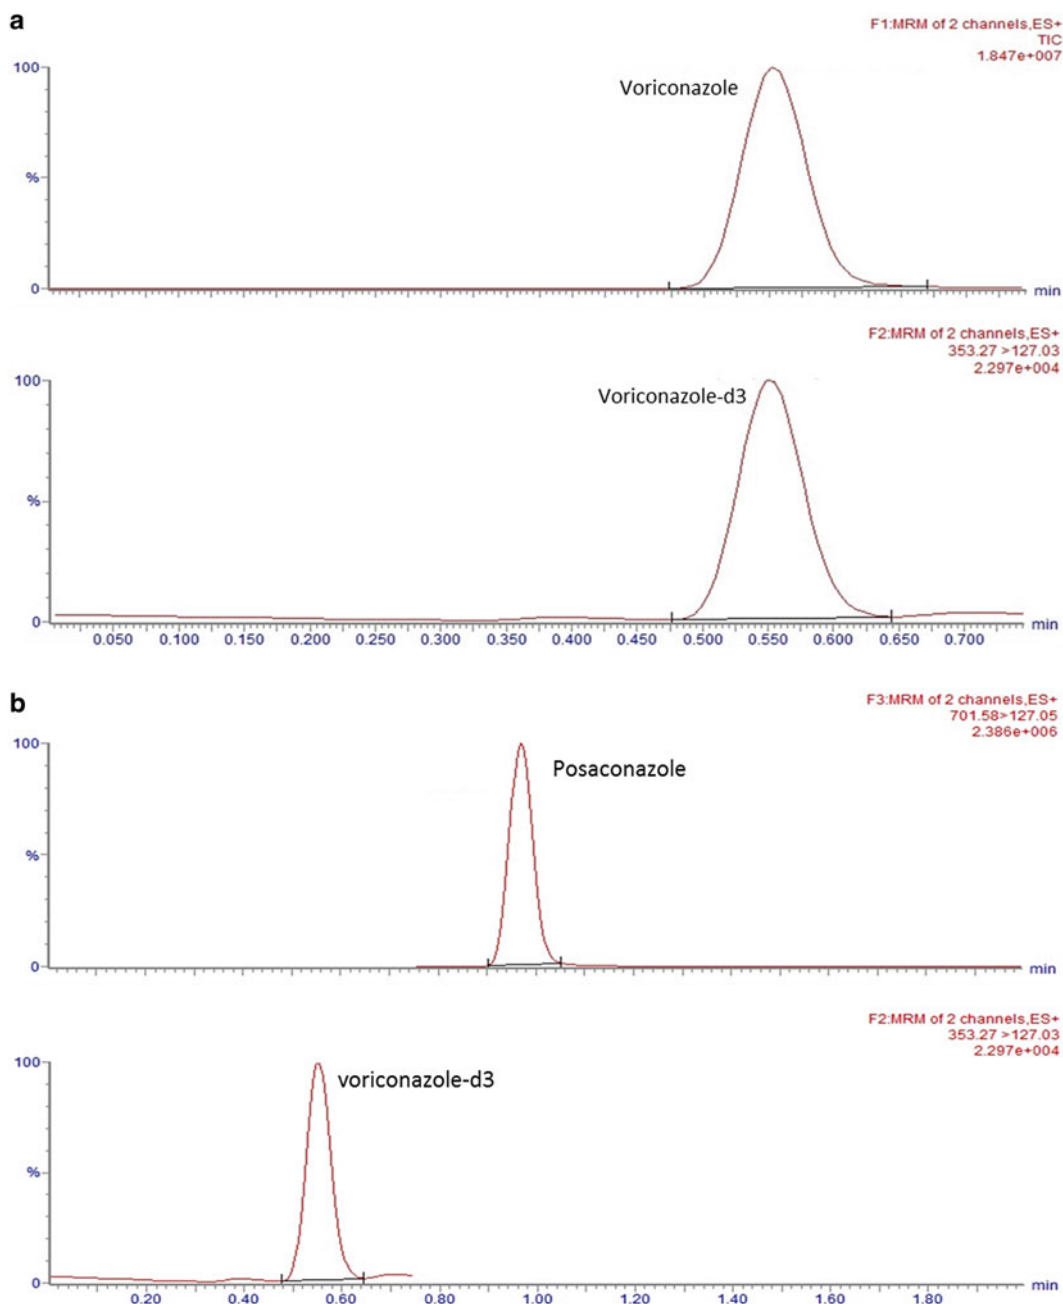 a
F1:MRM of 2 channels,ES+
TIC
1.847e+007
100
Voriconazole
%
0
min
F2:MRM of 2 channels,ES+
353.27 >127.03
2.297e+004
100
Voriconazole-d3
%
0
0.050 0.100 0.150 0.200 0.250 0.300 0.350 0.400 0.450 0.500 0.550 0.600 0.650 0.700 min
b
F3:MRM of 2 channels,ES+
701.58>127.05
2.386e+006
100
Posaconazole
%
0
min
F2:MRM of 2 channels,ES+
353.27 >127.03
2.297e+004
100
voriconazole-d3
%
0
0.20 0.40 0.60 0.80 1.00 1.20 1.40 1.60 1.80 min